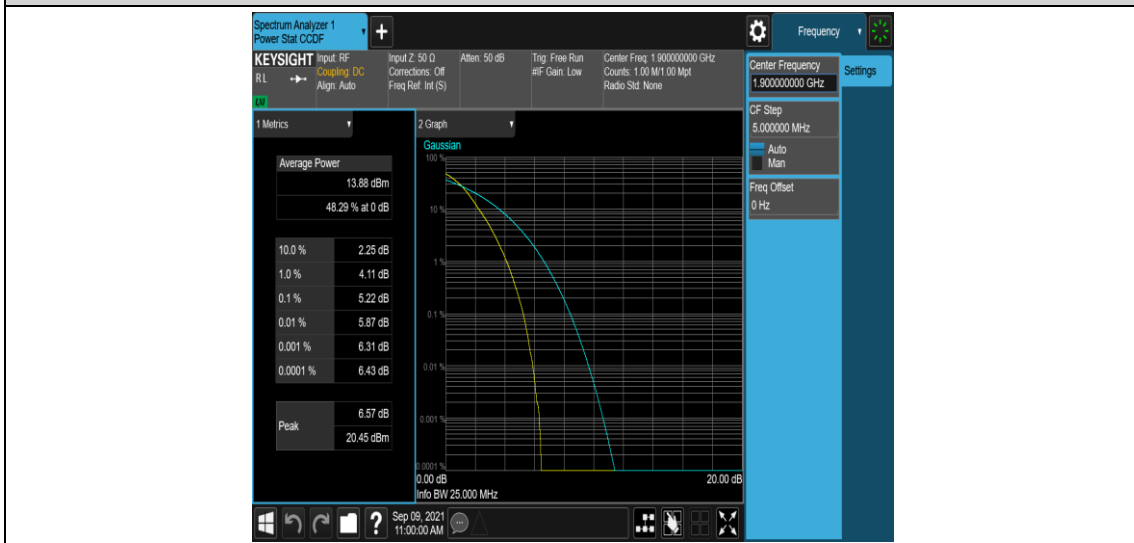 Spectrum Analyzer 1
Power Stat CCDF
+
Frequency
KEYSIGHT
RL
LXI
Input: RF
Coupling: DC
Align: Auto
Input Z: 50 Ω
Corrections: Off
Freq Ref: Int (S)
Atten: 50 dB
Trig: Free Run
#IF Gain: Low
Center Freq: 1.900000000 GHz
Counts: 1.00 M/1.00 Mpt
Radio Std: None
Center Frequency
1.900000000 GHz
Settings
CF Step
5.000000 MHz
Auto
Man
Freq Offset
0 Hz
1 Metrics
Average Power
13.88 dBm
48.29 % at 0 dB
10.0 % 2.25 dB
1.0 % 4.11 dB
0.1 % 5.22 dB
0.01 % 5.87 dB
0.001 % 6.31 dB
0.0001 % 6.43 dB
Peak
6.57 dB
20.45 dBm
2 Graph
Gaussian
100 %
10 %
1 %
0.1 %
0.01 %
0.001 %
0.0001 %
0.00 dB 20.00 dB
Info BW 25.000 MHz
?
Sep 09, 2021
11:00:00 AM